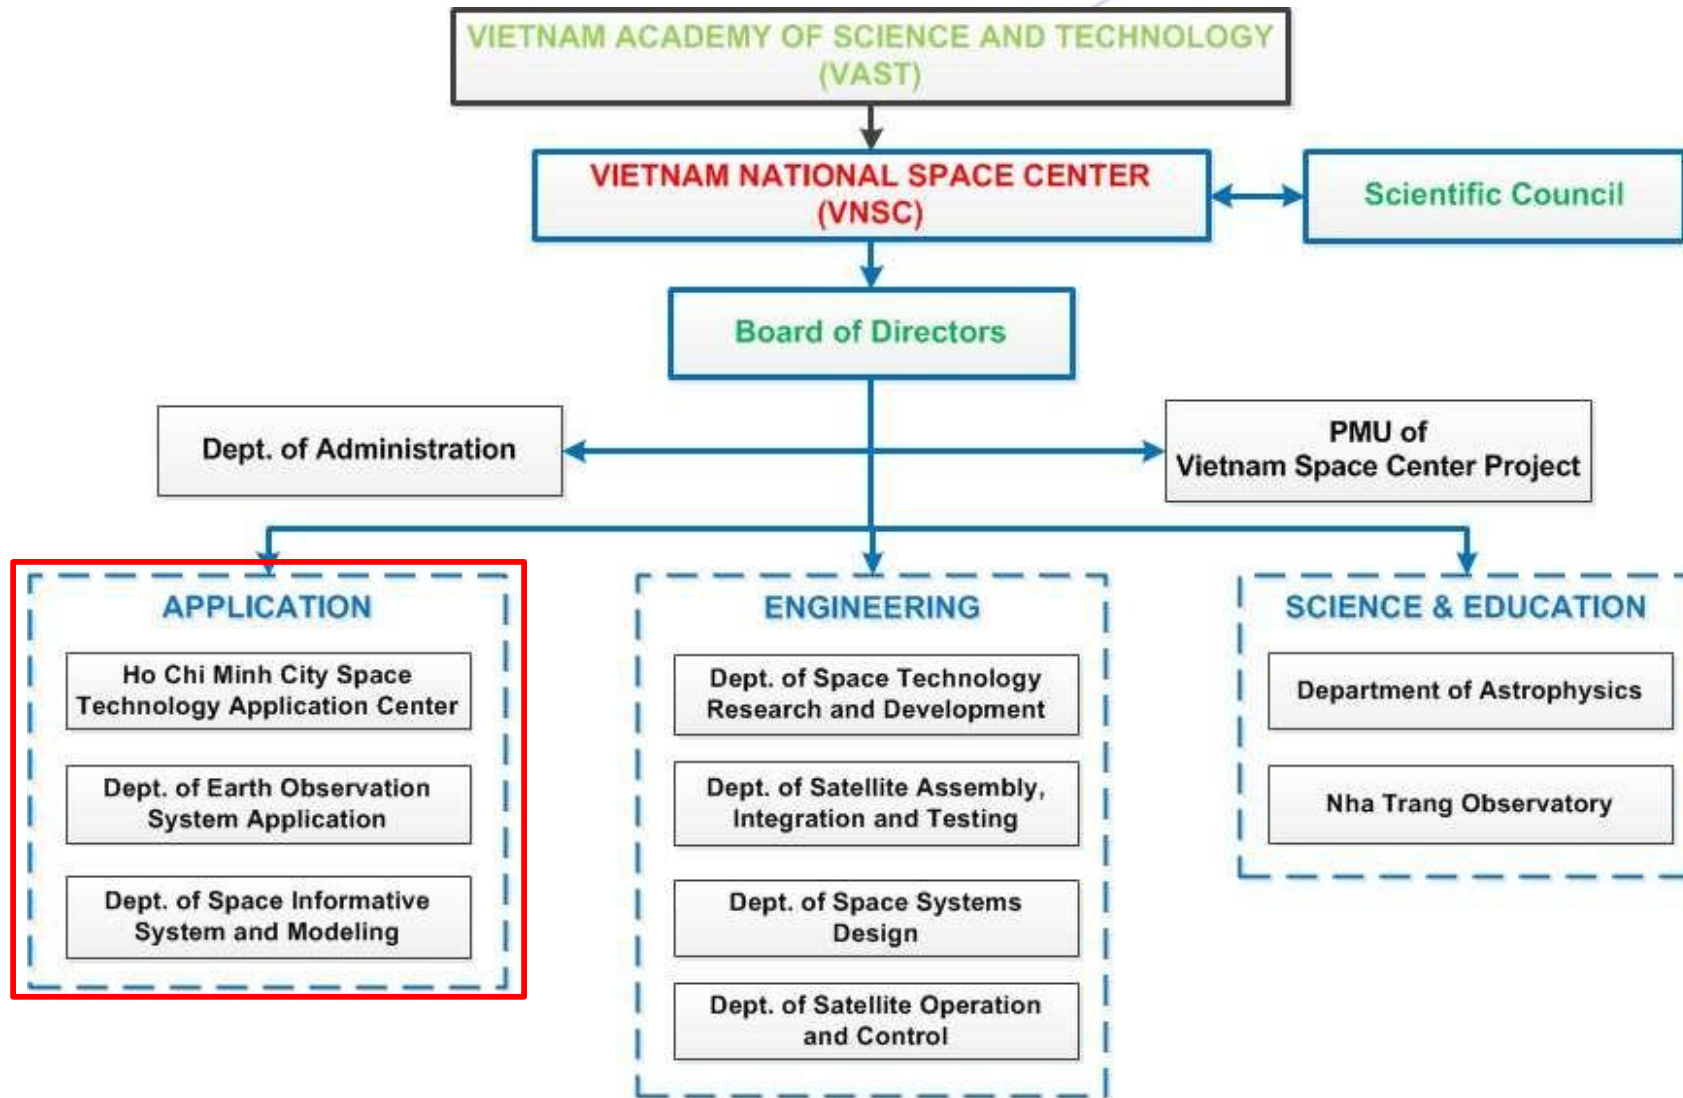 VIETNAM ACADEMY OF SCIENCE AND TECHNOLOGY
(VAST)
VIETNAM NATIONAL SPACE CENTER
(VNSC)
Scientific Council
Board of Directors
Dept. of Administration
PMU of
Vietnam Space Center Project
APPLICATION
Ho Chi Minh City Space
Technology Application Center
Dept. of Earth Observation
System Application
Dept. of Space Informative
System and Modeling
ENGINEERING
Dept. of Space Technology
Research and Development
Dept. of Satellite Assembly,
Integration and Testing
Dept. of Space Systems
Design
Dept. of Satellite Operation
and Control
SCIENCE & EDUCATION
Department of Astrophysics
Nha Trang Observatory